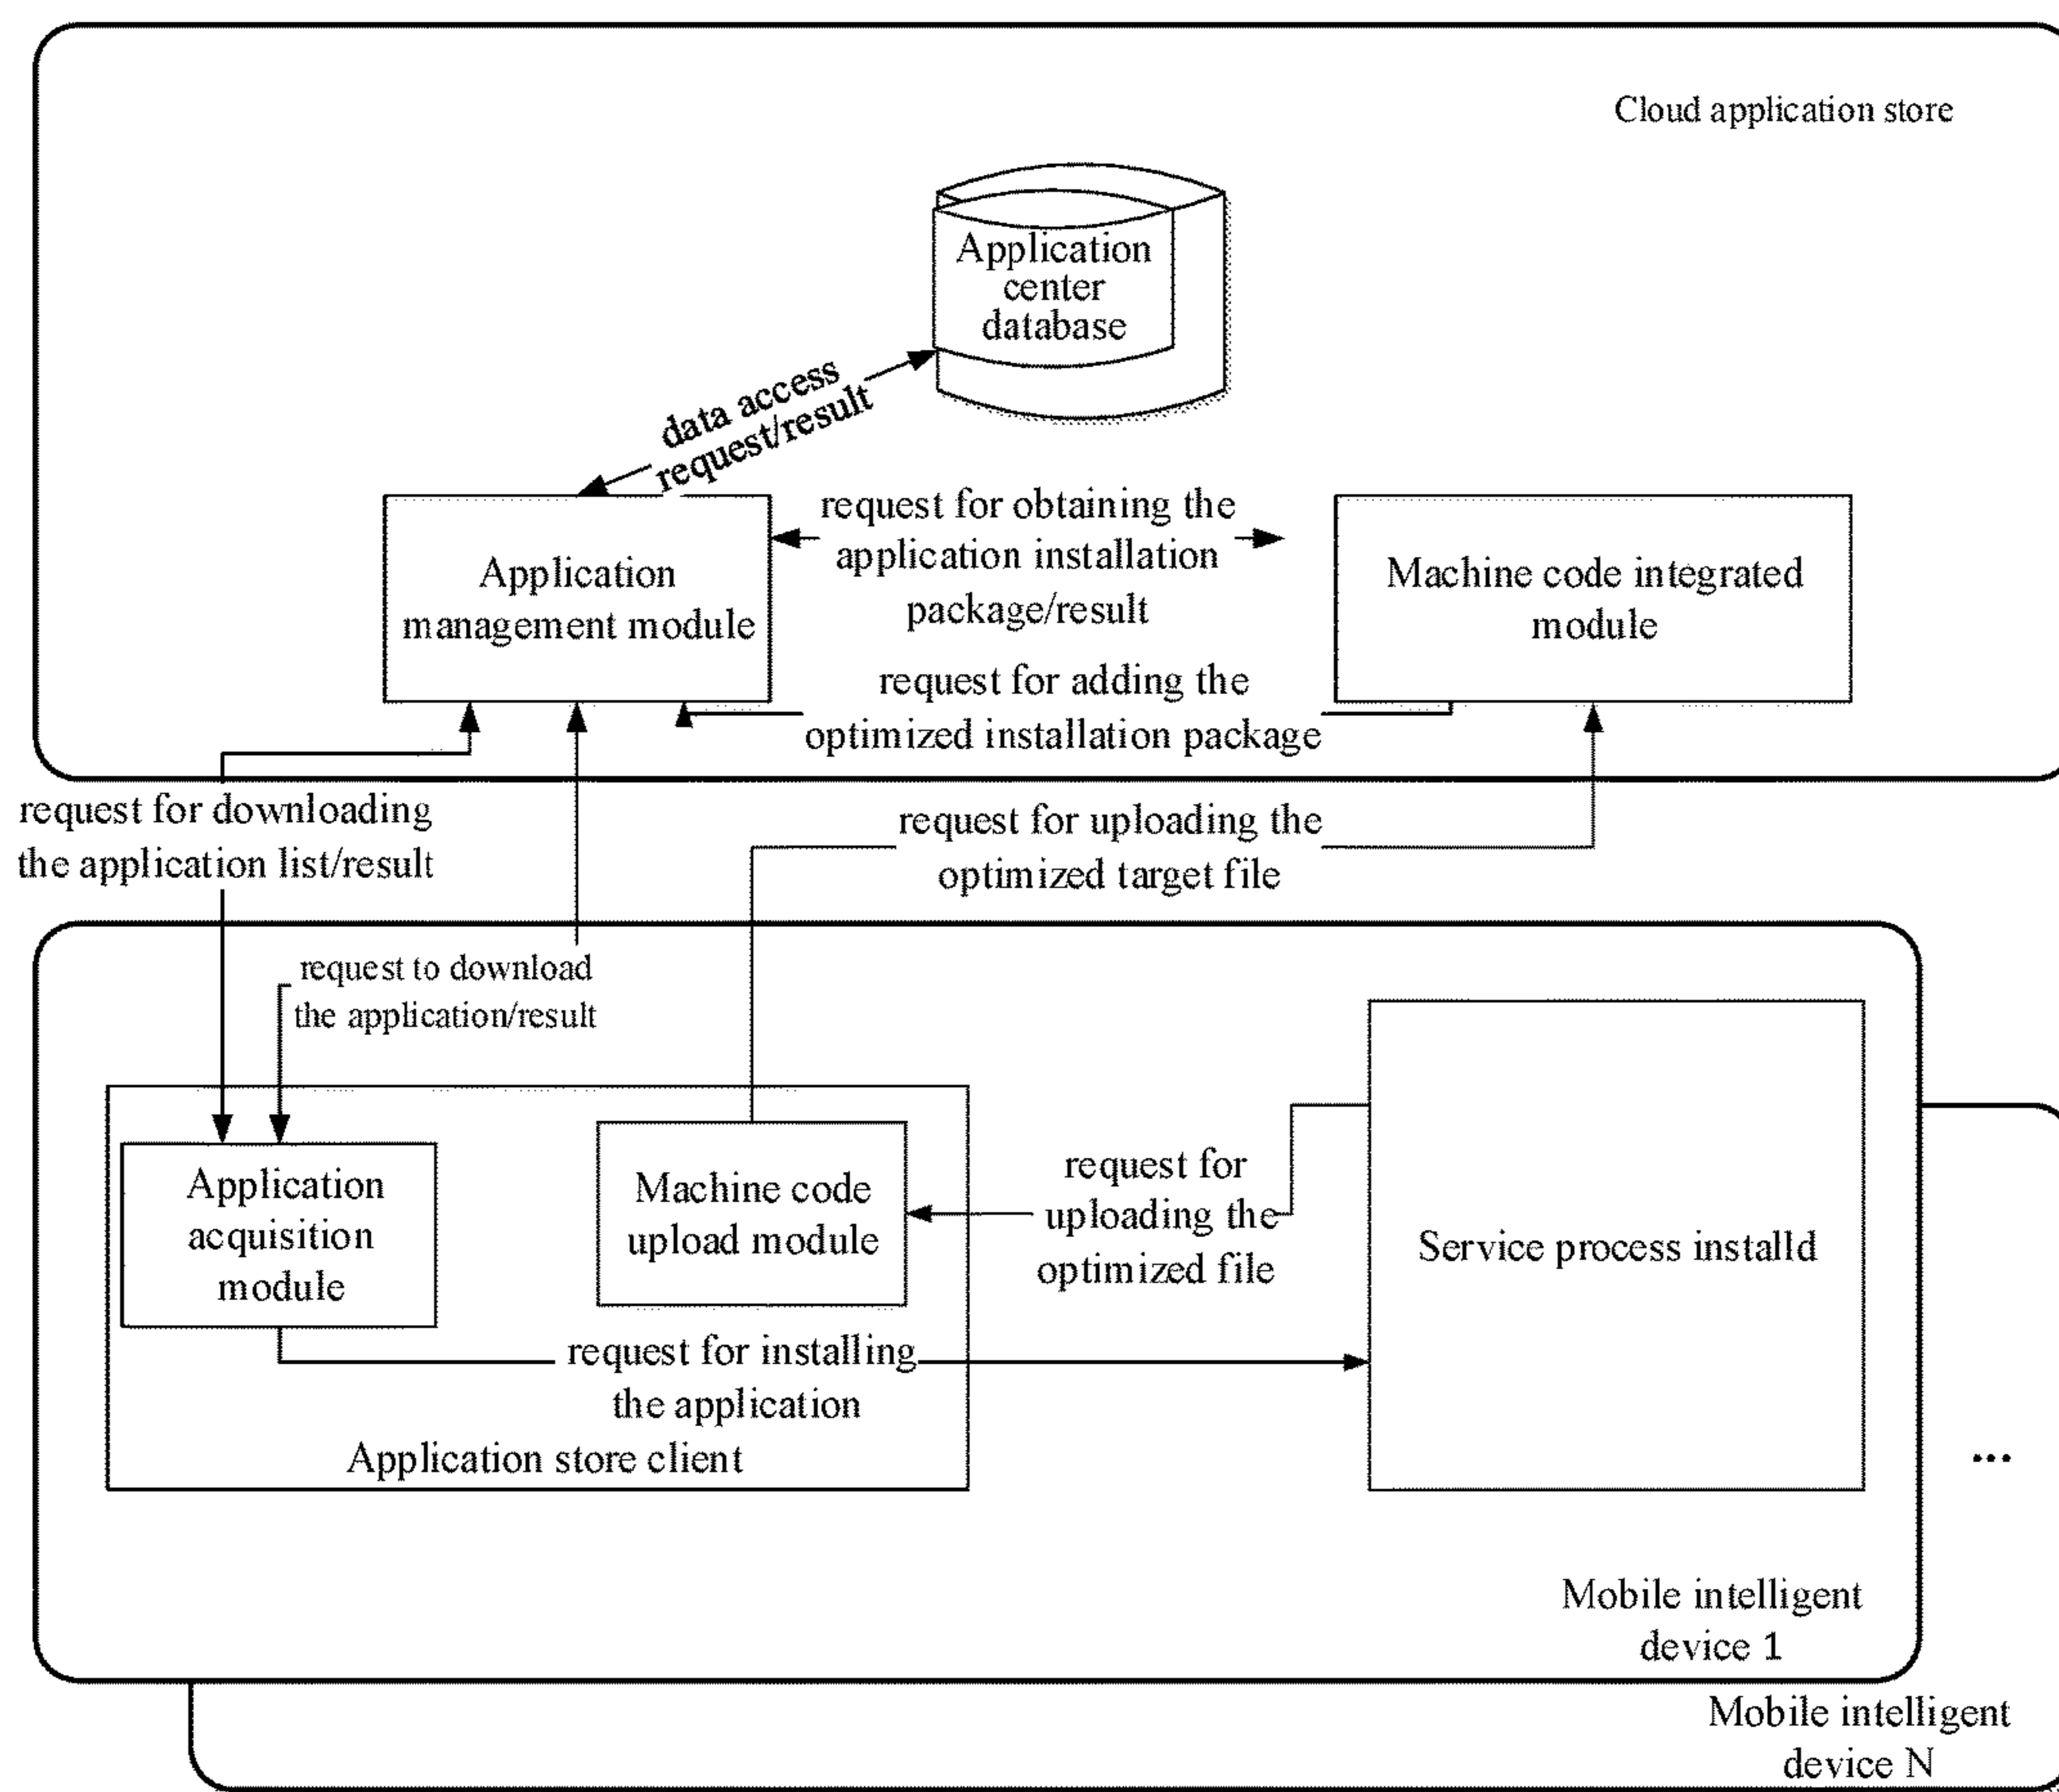 Cloud application store
Application
center
database
data access
request/result
request for obtaining the
application installation
package/result
Application
management module
Machine code integrated
module
request for adding the
optimized installation package
request for downloading
the application list/result
request for uploading the
optimized target file
request to download
the application/result
Application
acquisition
module
Machine code
upload module
request for
uploading the
optimized file
Service process installd
request for installing
the application
Application store client
...
Mobile intelligent
device 1
Mobile intelligent
device N